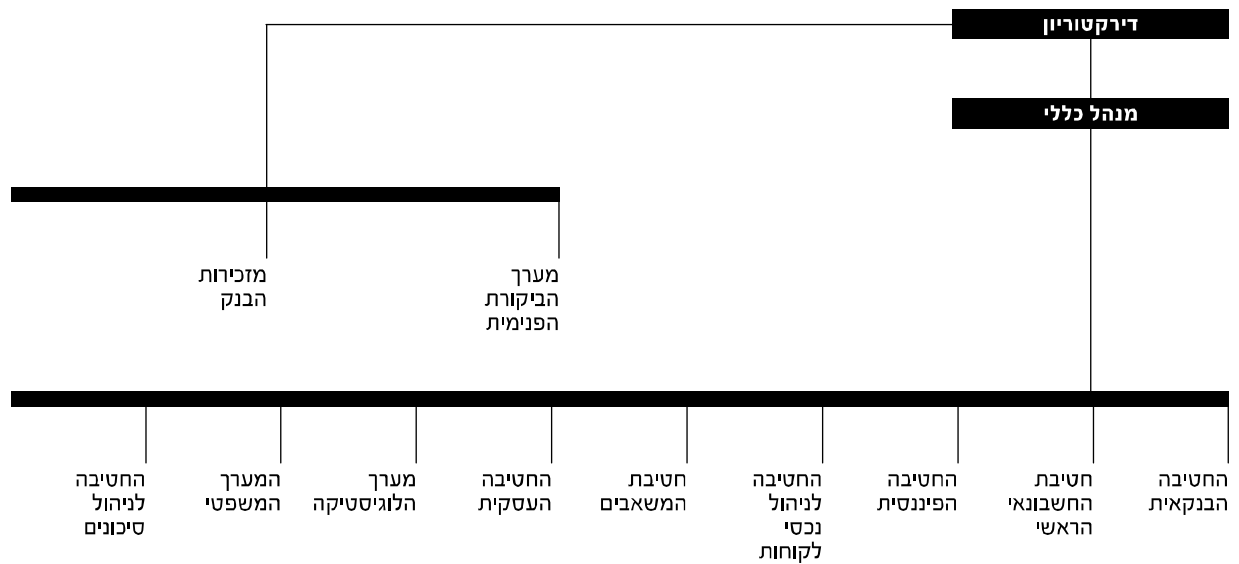 דירקטוריון
מנהל כללי
מערך
הביקורת
הפנימית
מזכירות
הבנק
החטיבה
הבנקאית
חטיבת
החשבונאי
הראשי
החטיבה
הפיננסית
החטיבה
לניהול
נכסי
לקוחות
חטיבת
המשאבים
החטיבה
העסקית
מערך
הלוגיסטיקה
המערך
המשפטי
החטיבה
לניהול
סיכונים